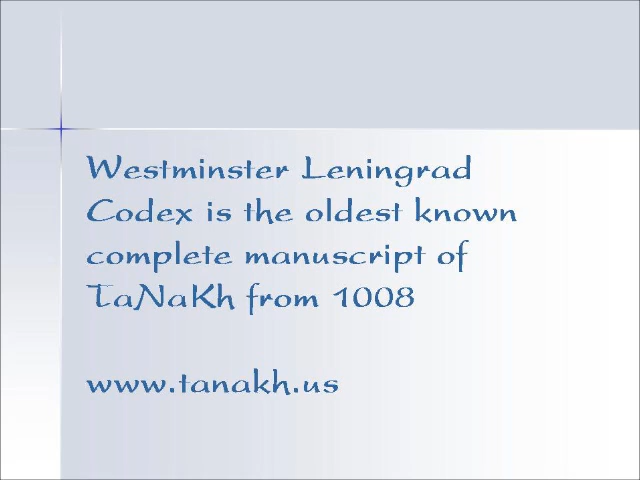 Westminster Leningrad
Codex is the oldest known
complete manuscript of
TaNaKh from 1008
www.tanakh.us